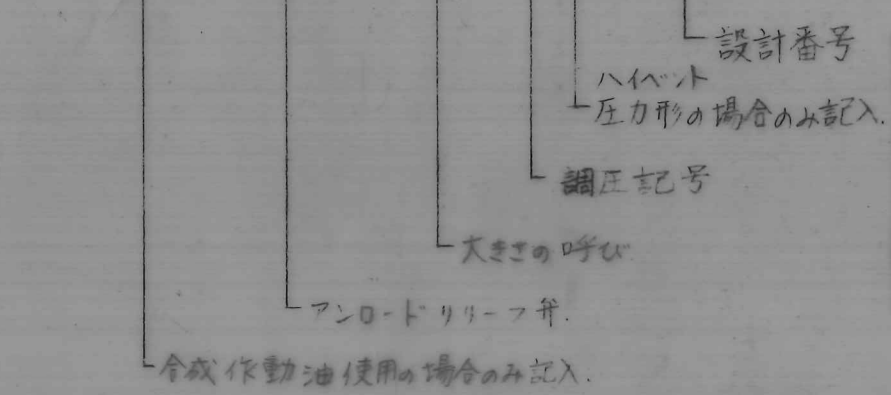 設計番号
ハイベント
圧力形の場合のみ記入.
調圧記号
大きさの呼び
アンロードリリーフ弁.
合成作動油使用の場合のみ記入.